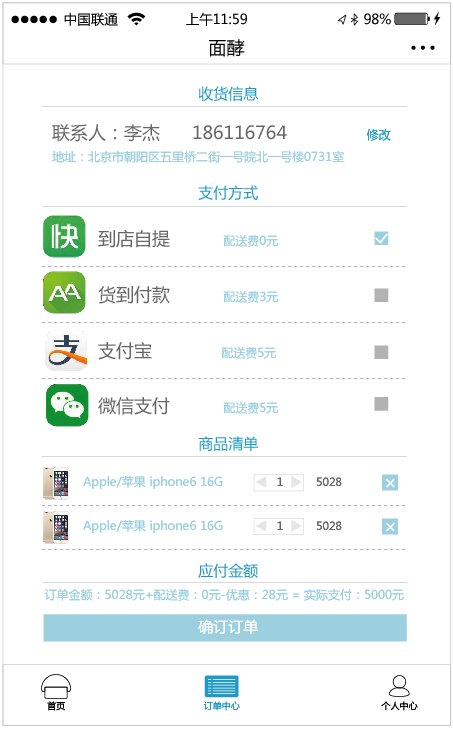 中国联通 上午11:59 98%
面酵
收货信息
联系人：李杰 186116764 修改
地址：北京市朝阳区五里桥二街一号院北一号楼0731室
支付方式
快 到店自提 配送费0元
AA 货到付款 配送费3元
支 支付宝 配送费5元
微信支付 配送费5元
商品清单
Apple/苹果 iphone6 16G 1 5028
Apple/苹果 iphone6 16G 1 5028
应付金额
订单金额：5028元+配送费：0元-优惠：28元 = 实际支付：5000元
确订订单
首页 订单中心 个人中心